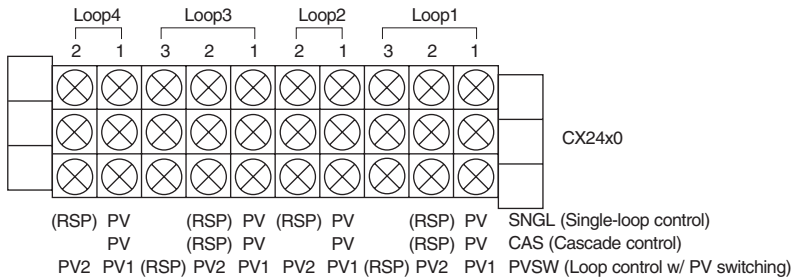 Loop4 Loop3 Loop2 Loop1
2 1 3 2 1 2 1 3 2 1
CX24x0
(RSP) PV (RSP) PV (RSP) PV (RSP) PV SNGL (Single-loop control)
PV (RSP) PV PV (RSP) PV CAS (Cascade control)
PV2 PV1 (RSP) PV2 PV1 PV2 PV1 (RSP) PV2 PV1 PVSW (Loop control w/ PV switching)